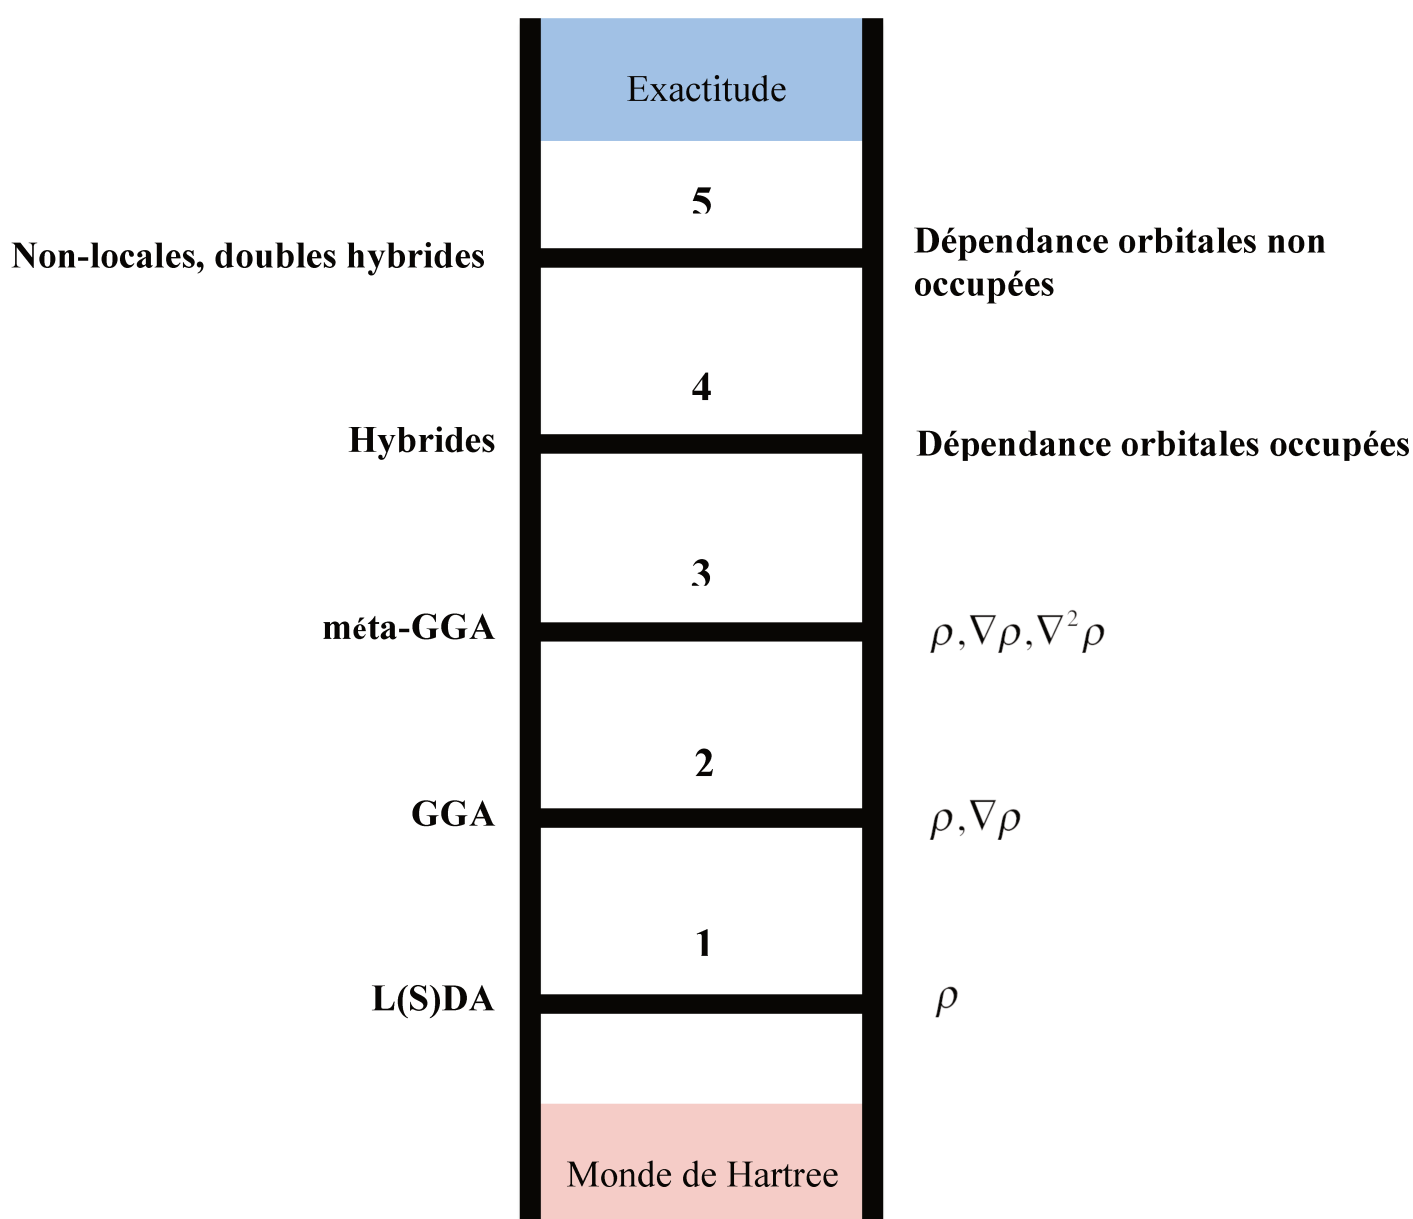 Exactitude
5
Non-locales, doubles hybrides
Dépendance orbitales non
occupées
4
Hybrides
Dépendance orbitales occupées
3
méta-GGA
ρ,∇ρ,∇²ρ
2
GGA
ρ,∇ρ
1
L(S)DA
ρ
Monde de Hartree